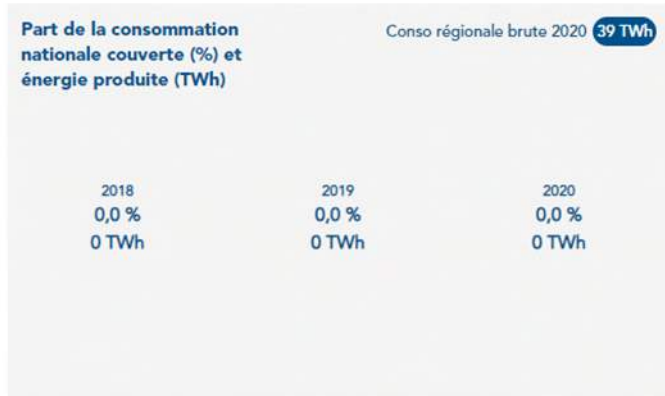 Part de la consommation
nationale couverte (%) et
énergie produite (TWh)
Conso régionale brute 2020 39 TWh
2018 2019 2020
0,0 % 0,0 % 0,0 %
0 TWh 0 TWh 0 TWh